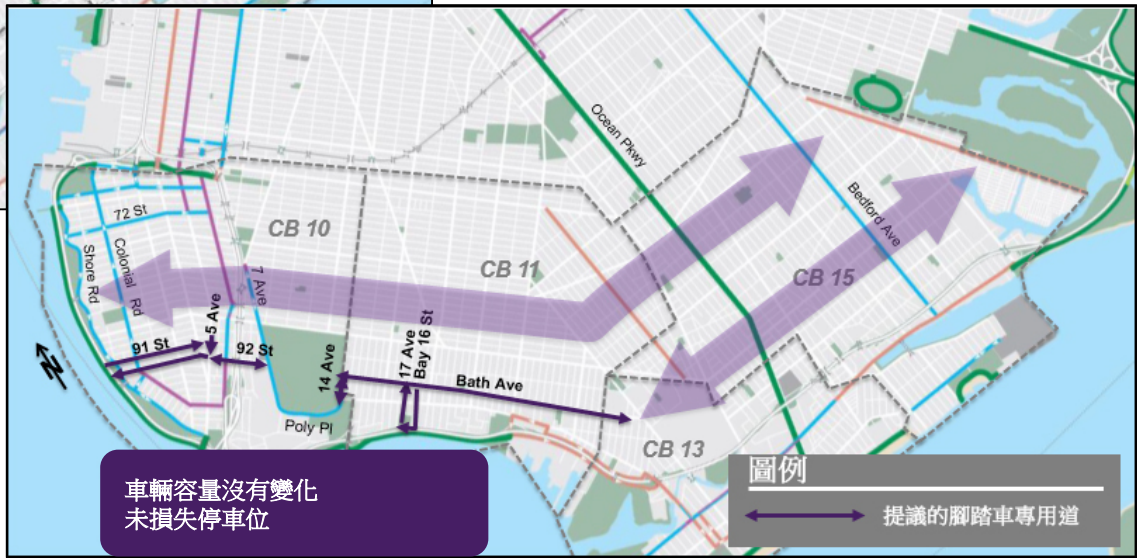 Ocean Pkwy
Bedford Ave
72 St
CB 10
CB 11
CB 15
Shore Rd
Colonial Rd
7 Ave
5 Ave
91 St
92 St
14 Ave
17 Ave
Bay 16 St
Bath Ave
Poly Pl
CB 13
N
車輛容量沒有變化
未損失停車位
圖例
提議的腳踏車專用道